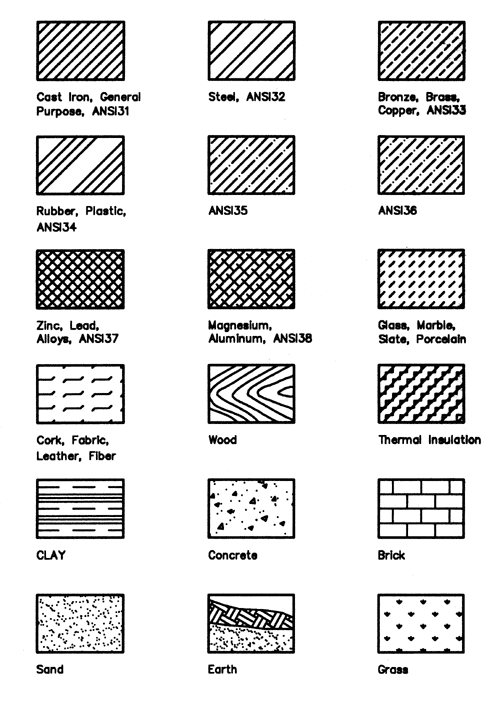 Cast Iron, General
Purpose, ANSI31
Steel, ANSI32
Bronze, Brass,
Copper, ANSI33
Rubber, Plastic,
ANSI34
ANSI35
ANSI36
Zinc, Lead,
Alloys, ANSI37
Magnesium,
Aluminum, ANSI38
Glass, Marble,
Slate, Porcelain
Cork, Fabric,
Leather, Fiber
Wood
Thermal Insulation
CLAY
Concrete
Brick
Sand
Earth
Grass